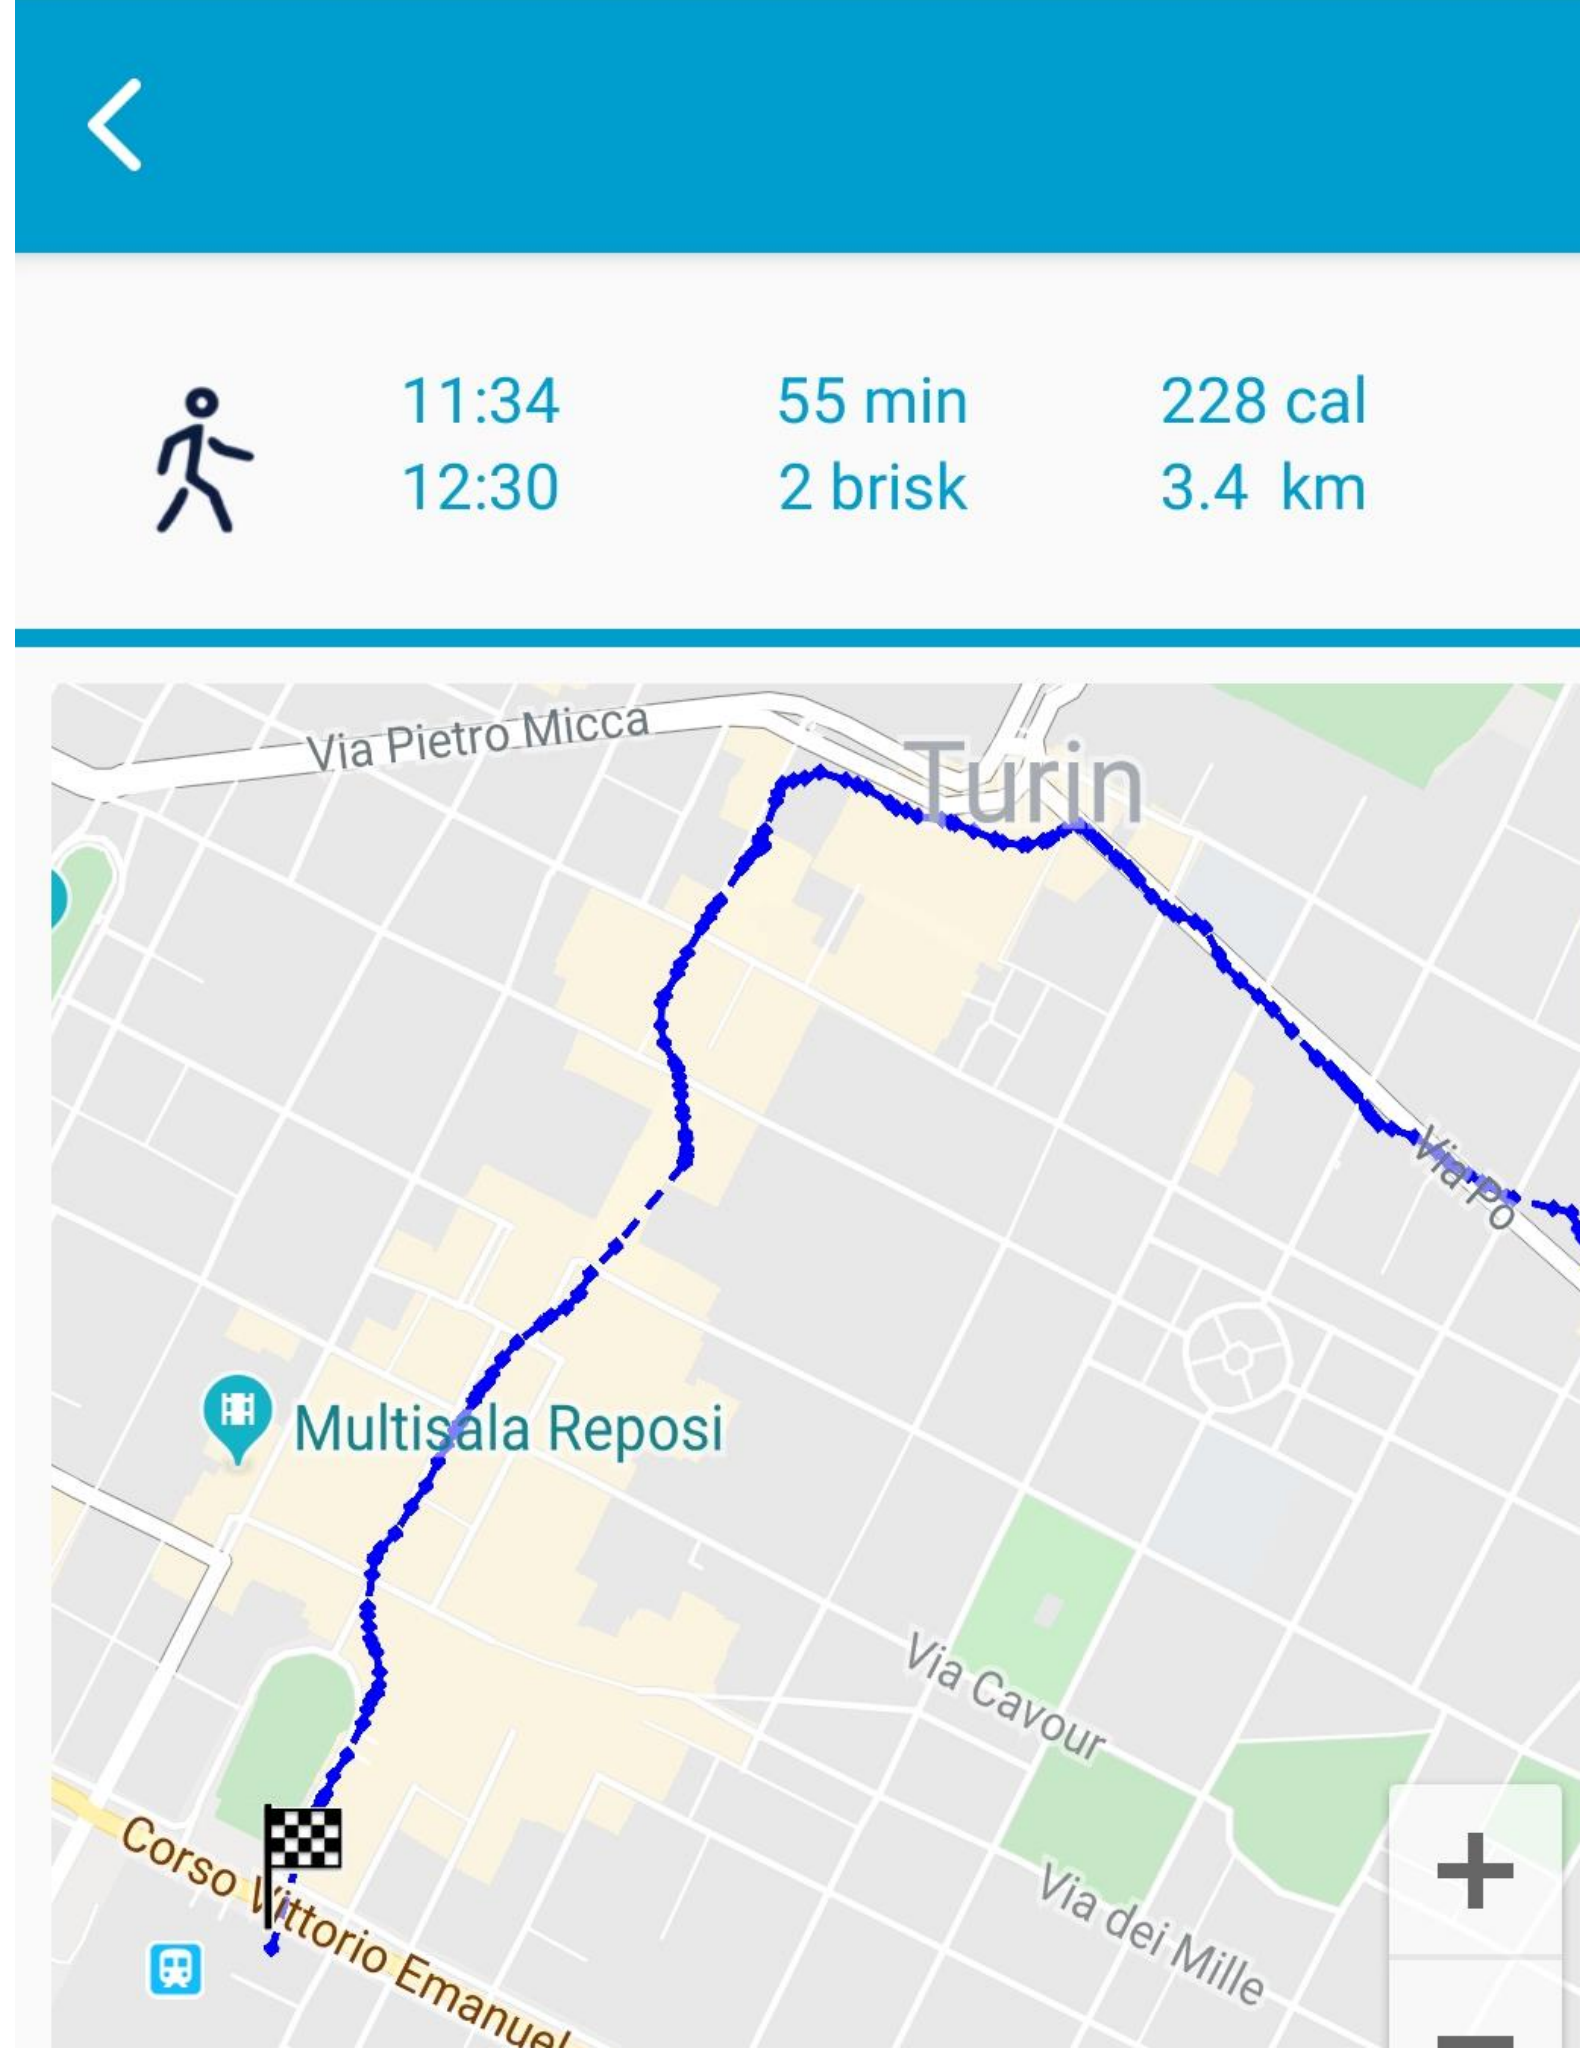 11:34 55 min 228 cal
12:30 2 brisk 3.4 km
Via Pietro Micca
Turin
Via Po
Multisala Reposi
Via Cavour
Via dei Mille
Corso Vittorio Emanuel